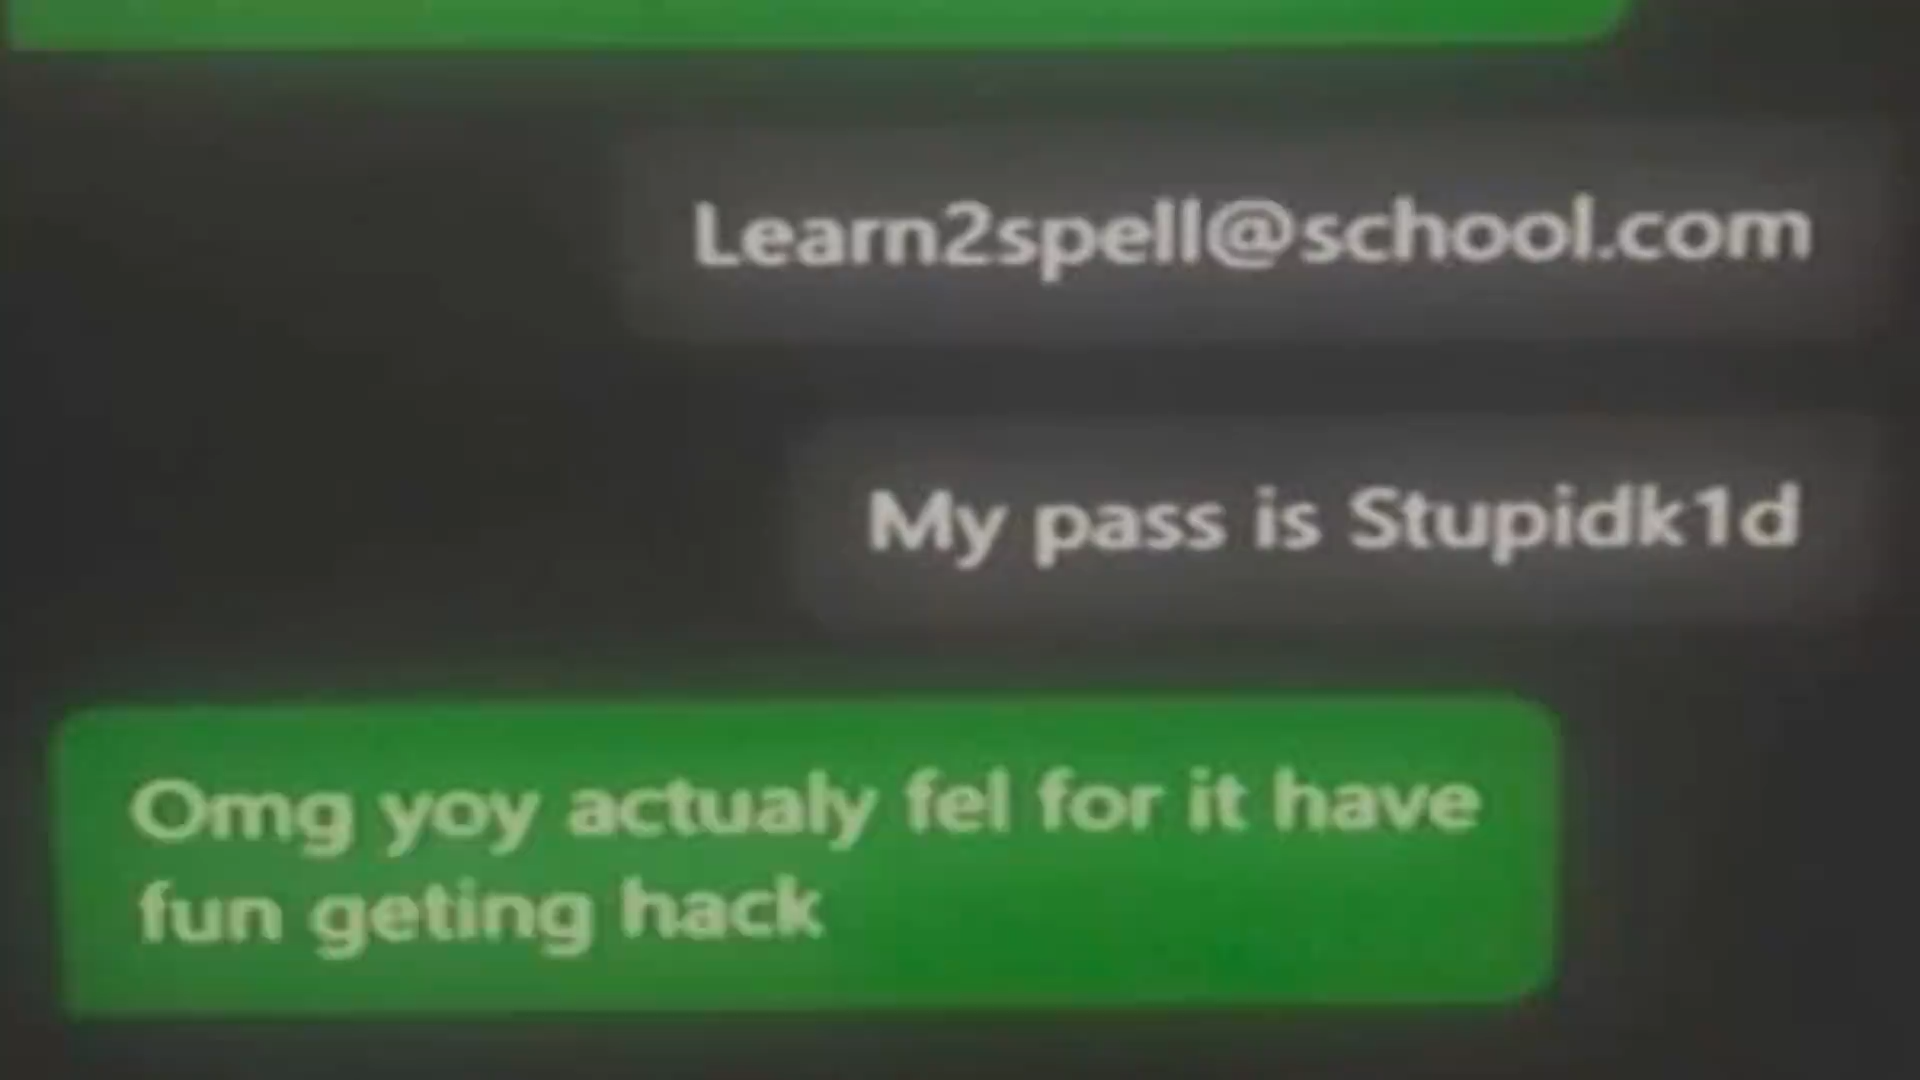 Learn2spell@school.com
My pass is Stupidk1d
Omg yoy actualy fel for it have
fun geting hack